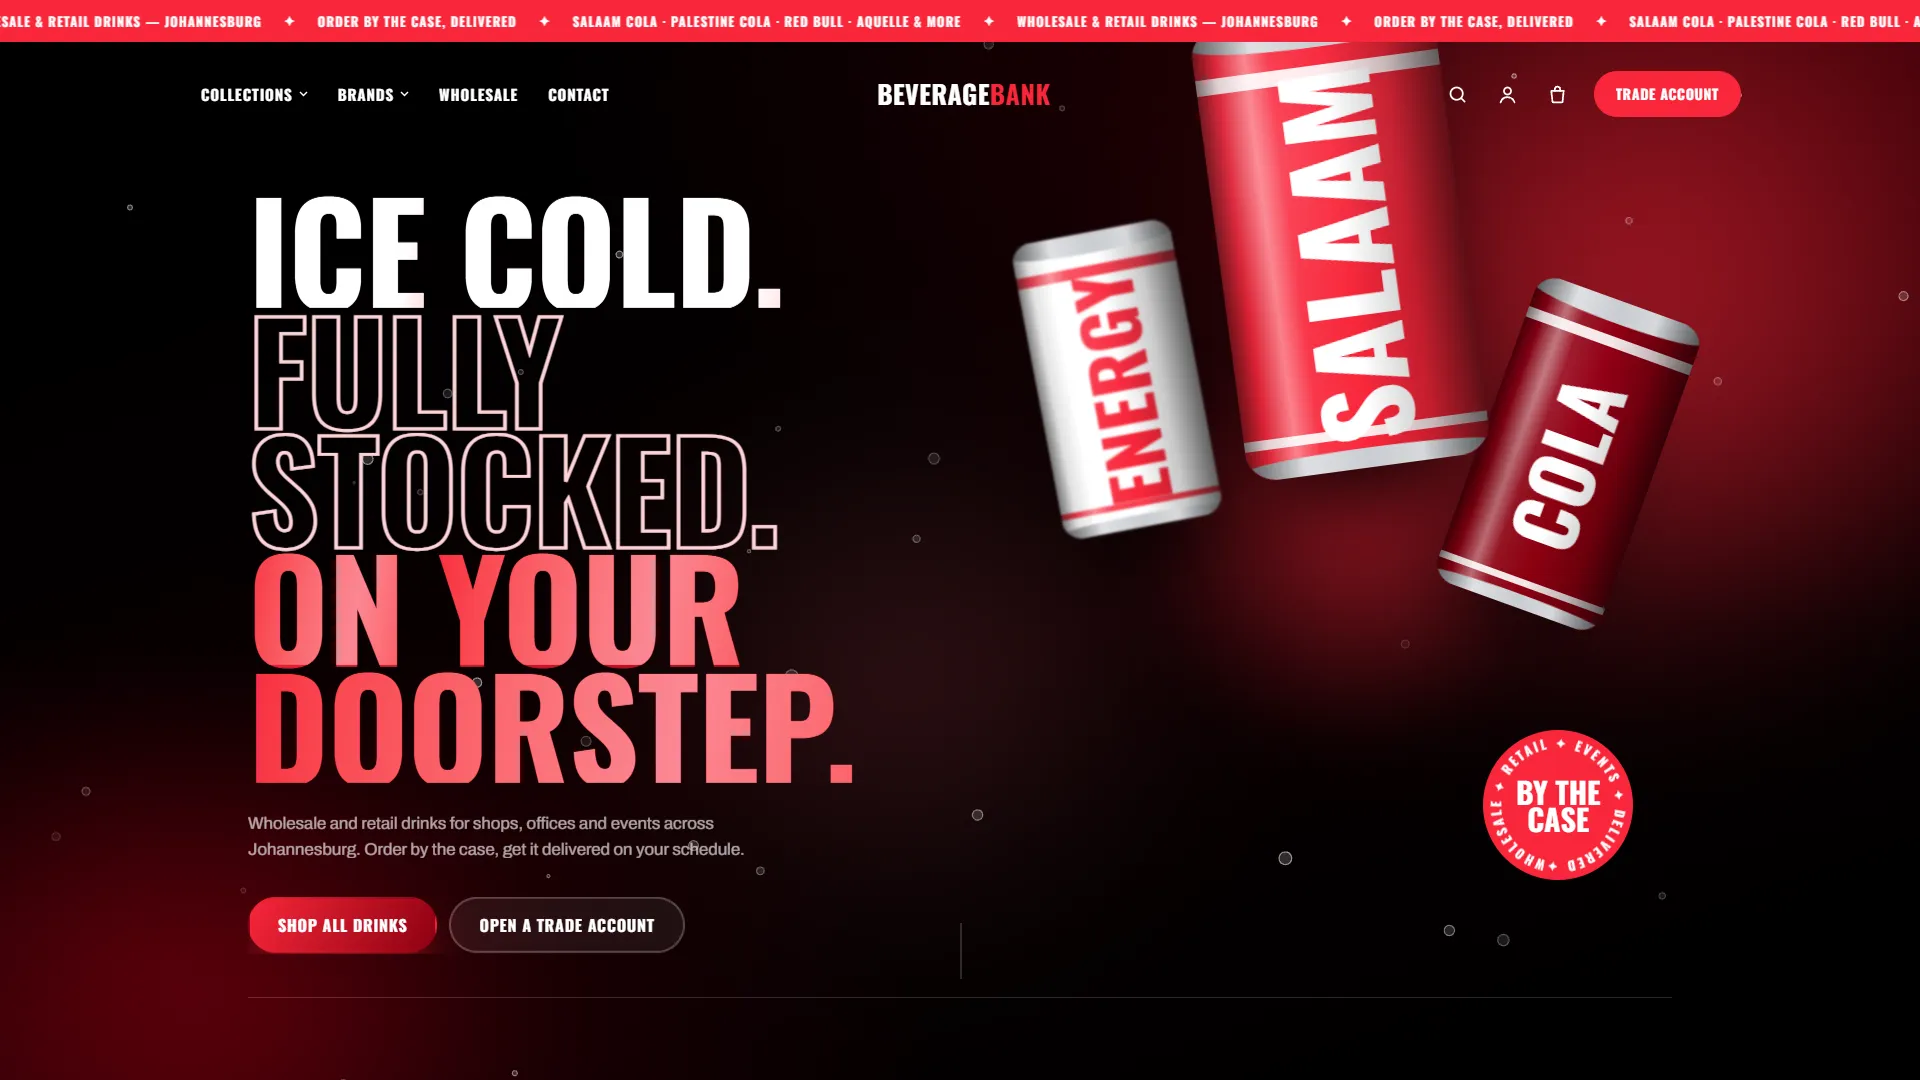 SALE & RETAIL DRINKS — JOHANNESBURG ✦ ORDER BY THE CASE, DELIVERED ✦ SALAAM COLA · PALESTINE COLA · RED BULL · AQUELLE & MORE ✦ WHOLESALE & RETAIL DRINKS — JOHANNESBURG ✦ ORDER BY THE CASE, DELIVERED ✦ SALAAM COLA · PALESTINE COLA · RED BULL ·
COLLECTIONS BRANDS WHOLESALE CONTACT
BEVERAGEBANK
TRADE ACCOUNT
ICE COLD.
FULLY
STOCKED.
ON YOUR
DOORSTEP.
Wholesale and retail drinks for shops, offices and events across
Johannesburg. Order by the case, get it delivered on your schedule.
SHOP ALL DRINKS
OPEN A TRADE ACCOUNT
ENERGY
SALAAM
COLA
WHOLESALE ✦ RETAIL ✦ EVENTS ✦ DELIVERED ✦
BY THE
CASE